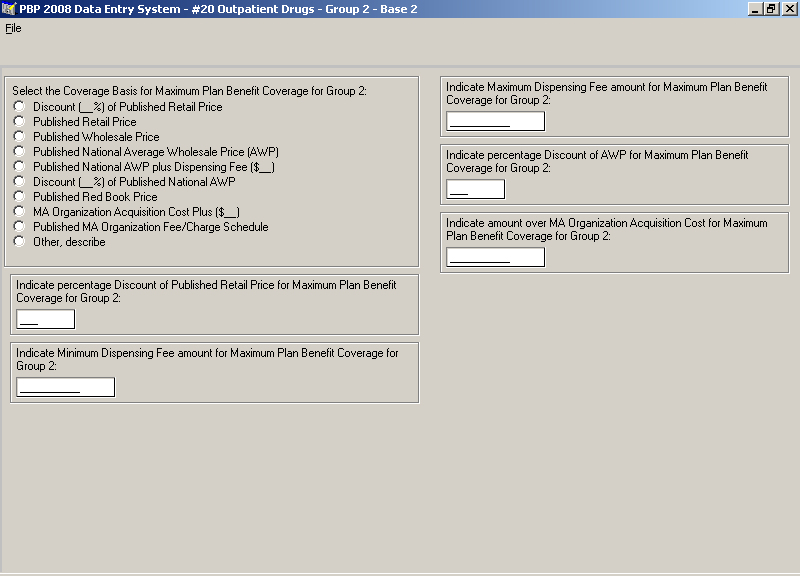 PBP 2008 Data Entry System - #20 Outpatient Drugs - Group 2 - Base 2
File
Select the Coverage Basis for Maximum Plan Benefit Coverage for Group 2:
Discount (__%) of Published Retail Price
Published Retail Price
Published Wholesale Price
Published National Average Wholesale Price (AWP)
Published National AWP plus Dispensing Fee ($__)
Discount (__%) of Published National AWP
Published Red Book Price
MA Organization Acquisition Cost Plus ($__)
Published MA Organization Fee/Charge Schedule
Other, describe
Indicate percentage Discount of Published Retail Price for Maximum Plan Benefit
Coverage for Group 2:
Indicate Minimum Dispensing Fee amount for Maximum Plan Benefit Coverage for
Group 2:
Indicate Maximum Dispensing Fee amount for Maximum Plan Benefit
Coverage for Group 2:
Indicate percentage Discount of AWP for Maximum Plan Benefit
Coverage for Group 2:
Indicate amount over MA Organization Acquisition Cost for Maximum
Plan Benefit Coverage for Group 2: